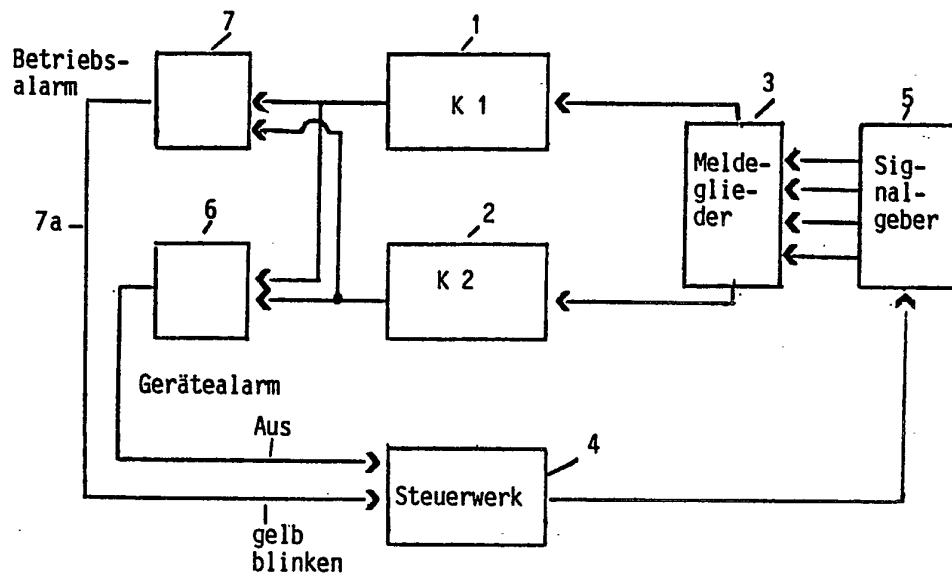 7
1
Betriebs-
alarm
K 1
3
5
Melde-
glie-
der
Sig-
nal-
geber
7a
6
2
K 2
Gerätealarm
Aus
4
Steuerwerk
gelb
blinken